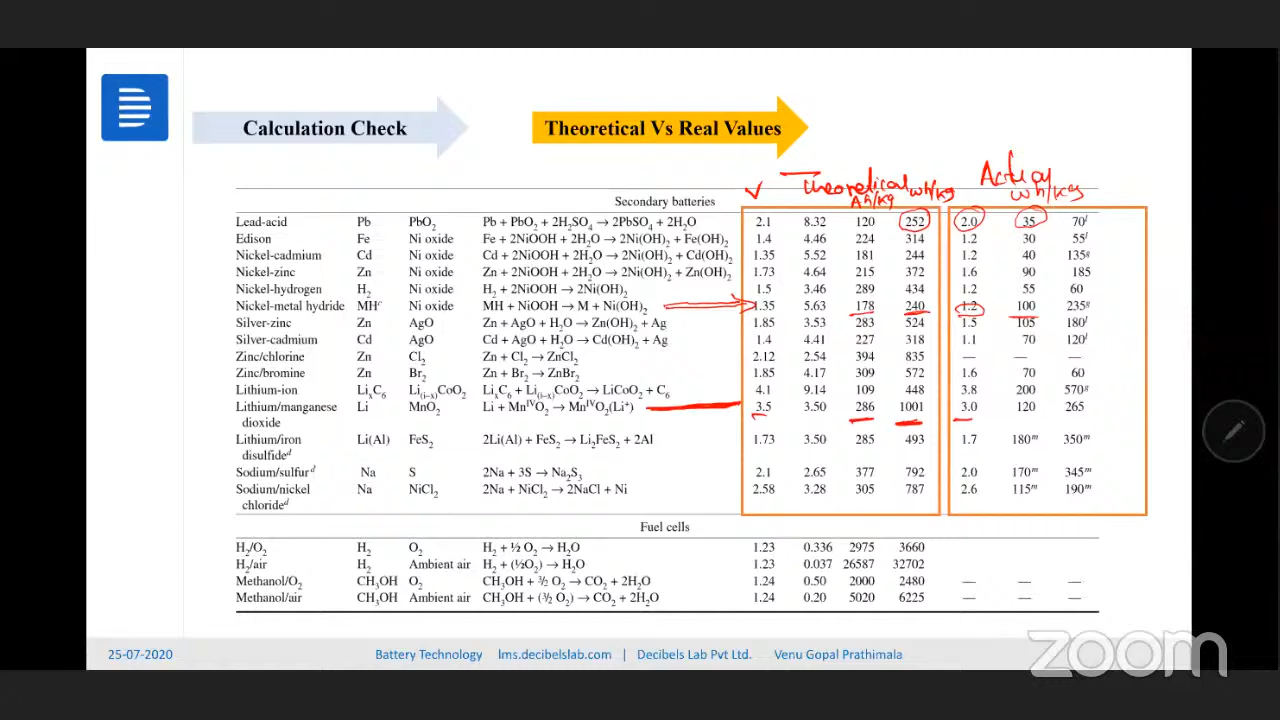 Calculation Check
Theoretical Vs Real Values
Theoretical
Ah/kg
Wh/kg
Wh/kg
V
Secondary batteries
Lead-acid Pb PbO₂ Pb + PbO₂ + 2H₂SO₄ → 2PbSO₄ + 2H₂O 2.1 8.32 120 252 2.0 35 70ˡ
Edison Fe Ni oxide Fe + 2NiOOH + 2H₂O → 2Ni(OH)₂ + Fe(OH)₂ 1.4 4.46 224 314 1.2 30 55ˡ
Nickel-cadmium Cd Ni oxide Cd + 2NiOOH + 2H₂O → 2Ni(OH)₂ + Cd(OH)₂ 1.35 5.52 181 244 1.2 40 135ᵍ
Nickel-zinc Zn Ni oxide Zn + 2NiOOH + 2H₂O → 2Ni(OH)₂ + Zn(OH)₂ 1.73 4.64 215 372 1.6 90 185
Nickel-hydrogen H₂ Ni oxide H₂ + 2NiOOH → 2Ni(OH)₂ 1.5 3.46 289 434 1.2 55 60
Nickel-metal hydride MHᶜ Ni oxide MH + NiOOH → M + Ni(OH)₂ 1.35 5.63 178 240 1.2 100 235ᵍ
Silver-zinc Zn AgO Zn + AgO + H₂O → Zn(OH)₂ + Ag 1.85 3.53 283 524 1.5 105 180ˡ
Silver-cadmium Cd AgO Cd + AgO + H₂O → Cd(OH)₂ + Ag 1.4 4.41 227 318 1.1 70 120ˡ
Zinc/chlorine Zn Cl₂ Zn + Cl₂ → ZnCl₂ 2.12 2.54 394 835 — — —
Zinc/bromine Zn Br₂ Zn + Br₂ → ZnBr₂ 1.85 4.17 309 572 1.6 70 60
Lithium-ion LiₓC₆ Li₍ᵢ₋ₓ₎CoO₂ LiₓC₆ + Li₍ᵢ₋ₓ₎CoO₂ → LiCoO₂ + C₆ 4.1 9.14 109 448 3.8 200 570ᵍ
Lithium/manganese Li MnO₂ Li + MnᴵⱽO₂ → Mnᴵⱽ O₂(Li⁺) 3.5 3.50 286 1001 3.0 120 265
dioxide
Lithium/iron Li(Al) FeS₂ 2Li(Al) + FeS₂ → Li₂FeS₂ + 2Al 1.73 3.50 285 493 1.7 180ᵐ 350ᵐ
disulfideᵈ
Sodium/sulfurᵈ Na S 2Na + 3S → Na₂S₃ 2.1 2.65 377 792 2.0 170ᵐ 345ᵐ
Sodium/nickel Na NiCl₂ 2Na + NiCl₂ → 2NaCl + Ni 2.58 3.28 305 787 2.6 115ᵐ 190ᵐ
chlorideᵈ
Fuel cells
H₂/O₂ H₂ O₂ H₂ + ½ O₂ → H₂O 1.23 0.336 2975 3660
H₂/air H₂ Ambient air H₂ + (½O₂) → H₂O 1.23 0.037 26587 32702
Methanol/O₂ CH₃OH O₂ CH₃OH + ³⁄₂ O₂ → CO₂ + 2H₂O 1.24 0.50 2000 2480 — — —
Methanol/air CH₃OH Ambient air CH₃OH + (³⁄₂ O₂) → CO₂ + 2H₂O 1.24 0.20 5020 6225 — — —
25-07-2020 Battery Technology lms.decibelslab.com | Decibels Lab Pvt Ltd. Venu Gopal Prathimala
zoom